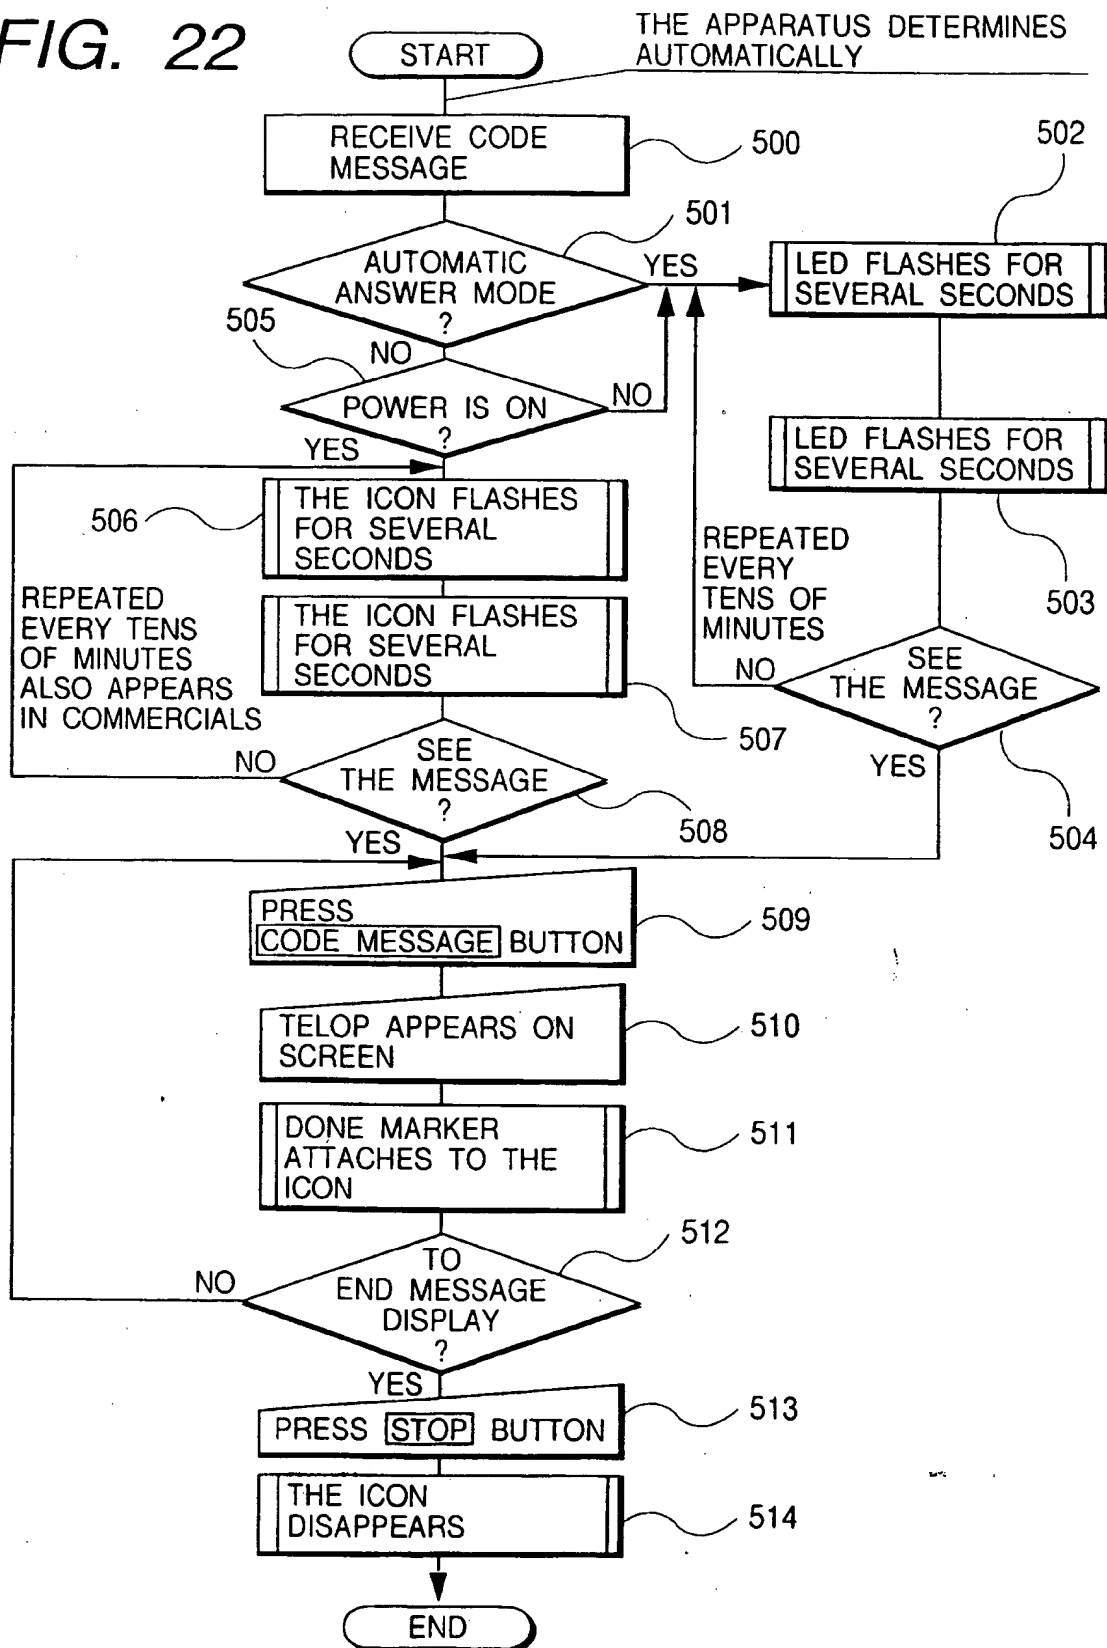 FIG. 22
START
THE APPARATUS DETERMINES
AUTOMATICALLY
RECEIVE CODE
MESSAGE
500
501
502
AUTOMATIC
ANSWER MODE
?
YES
LED FLASHES FOR
SEVERAL SECONDS
505
NO
POWER IS ON
?
NO
YES
LED FLASHES FOR
SEVERAL SECONDS
503
506
THE ICON FLASHES
FOR SEVERAL
SECONDS
REPEATED
EVERY
TENS OF
MINUTES
REPEATED
EVERY TENS
OF MINUTES
ALSO APPEARS
IN COMMERCIALS
THE ICON FLASHES
FOR SEVERAL
SECONDS
507
NO
SEE
THE MESSAGE
?
YES
504
NO
SEE
THE MESSAGE
?
508
YES
PRESS
CODE MESSAGE BUTTON
509
TELOP APPEARS ON
SCREEN
510
DONE MARKER
ATTACHES TO THE
ICON
511
512
TO
END MESSAGE
DISPLAY
?
NO
YES
PRESS STOP BUTTON
513
THE ICON
DISAPPEARS
514
END